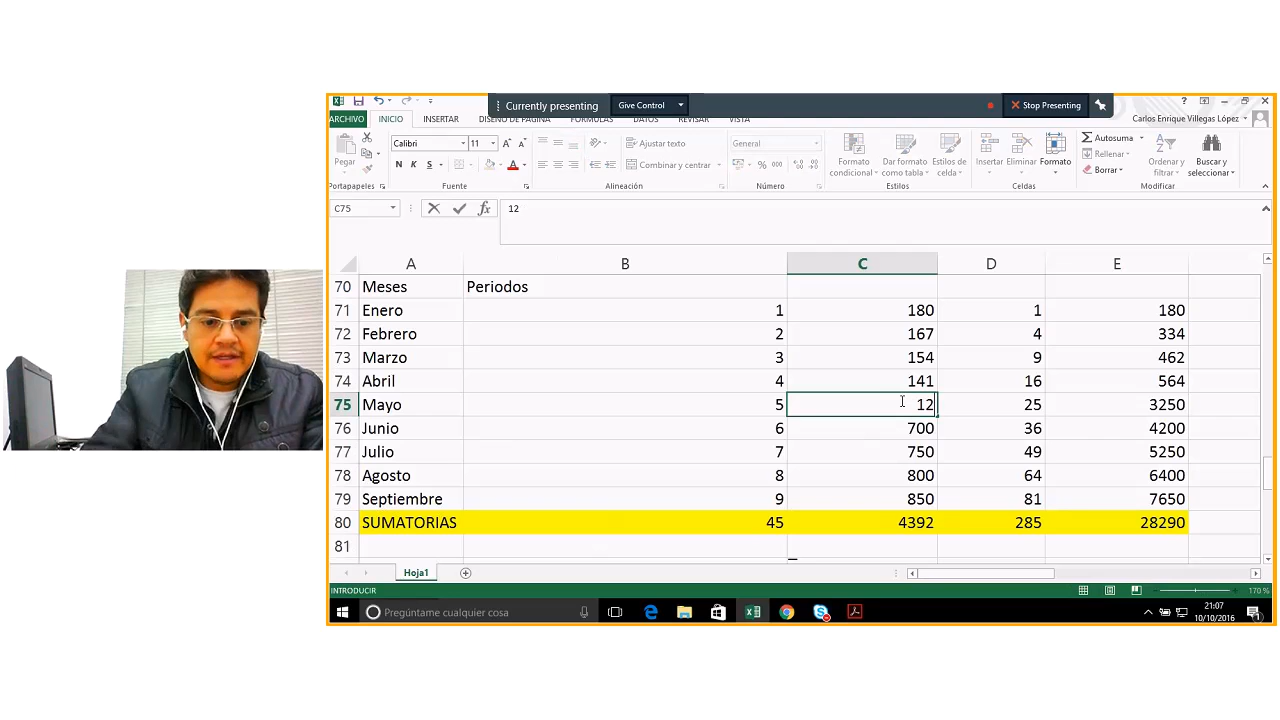 Currently presenting Give Control Stop Presenting
ARCHIVO INICIO INSERTAR DISEÑO DE PÁGINA FÓRMULAS DATOS REVISAR VISTA Carlos Enrique Villegas López
Pegar Calibri 11 Ajustar texto General Formato condicional Dar formato como tabla Estilos de celda Insertar Eliminar Formato Autosuma Ordenar y filtrar Buscar y seleccionar
N K S Combinar y centrar % 000 Rellenar
Borrar
Portapapeles Fuente Alineación Número Estilos Celdas Modificar
C75 fx 12
A B C D E
70 Meses Periodos
71 Enero 1 180 1 180
72 Febrero 2 167 4 334
73 Marzo 3 154 9 462
74 Abril 4 141 16 564
75 Mayo 5 12 25 3250
76 Junio 6 700 36 4200
77 Julio 7 750 49 5250
78 Agosto 8 800 64 6400
79 Septiembre 9 850 81 7650
80 SUMATORIAS 45 4392 285 28290
81
Hoja1
INTRODUCIR 170 %
Pregúntame cualquier cosa 21:07
10/10/2016